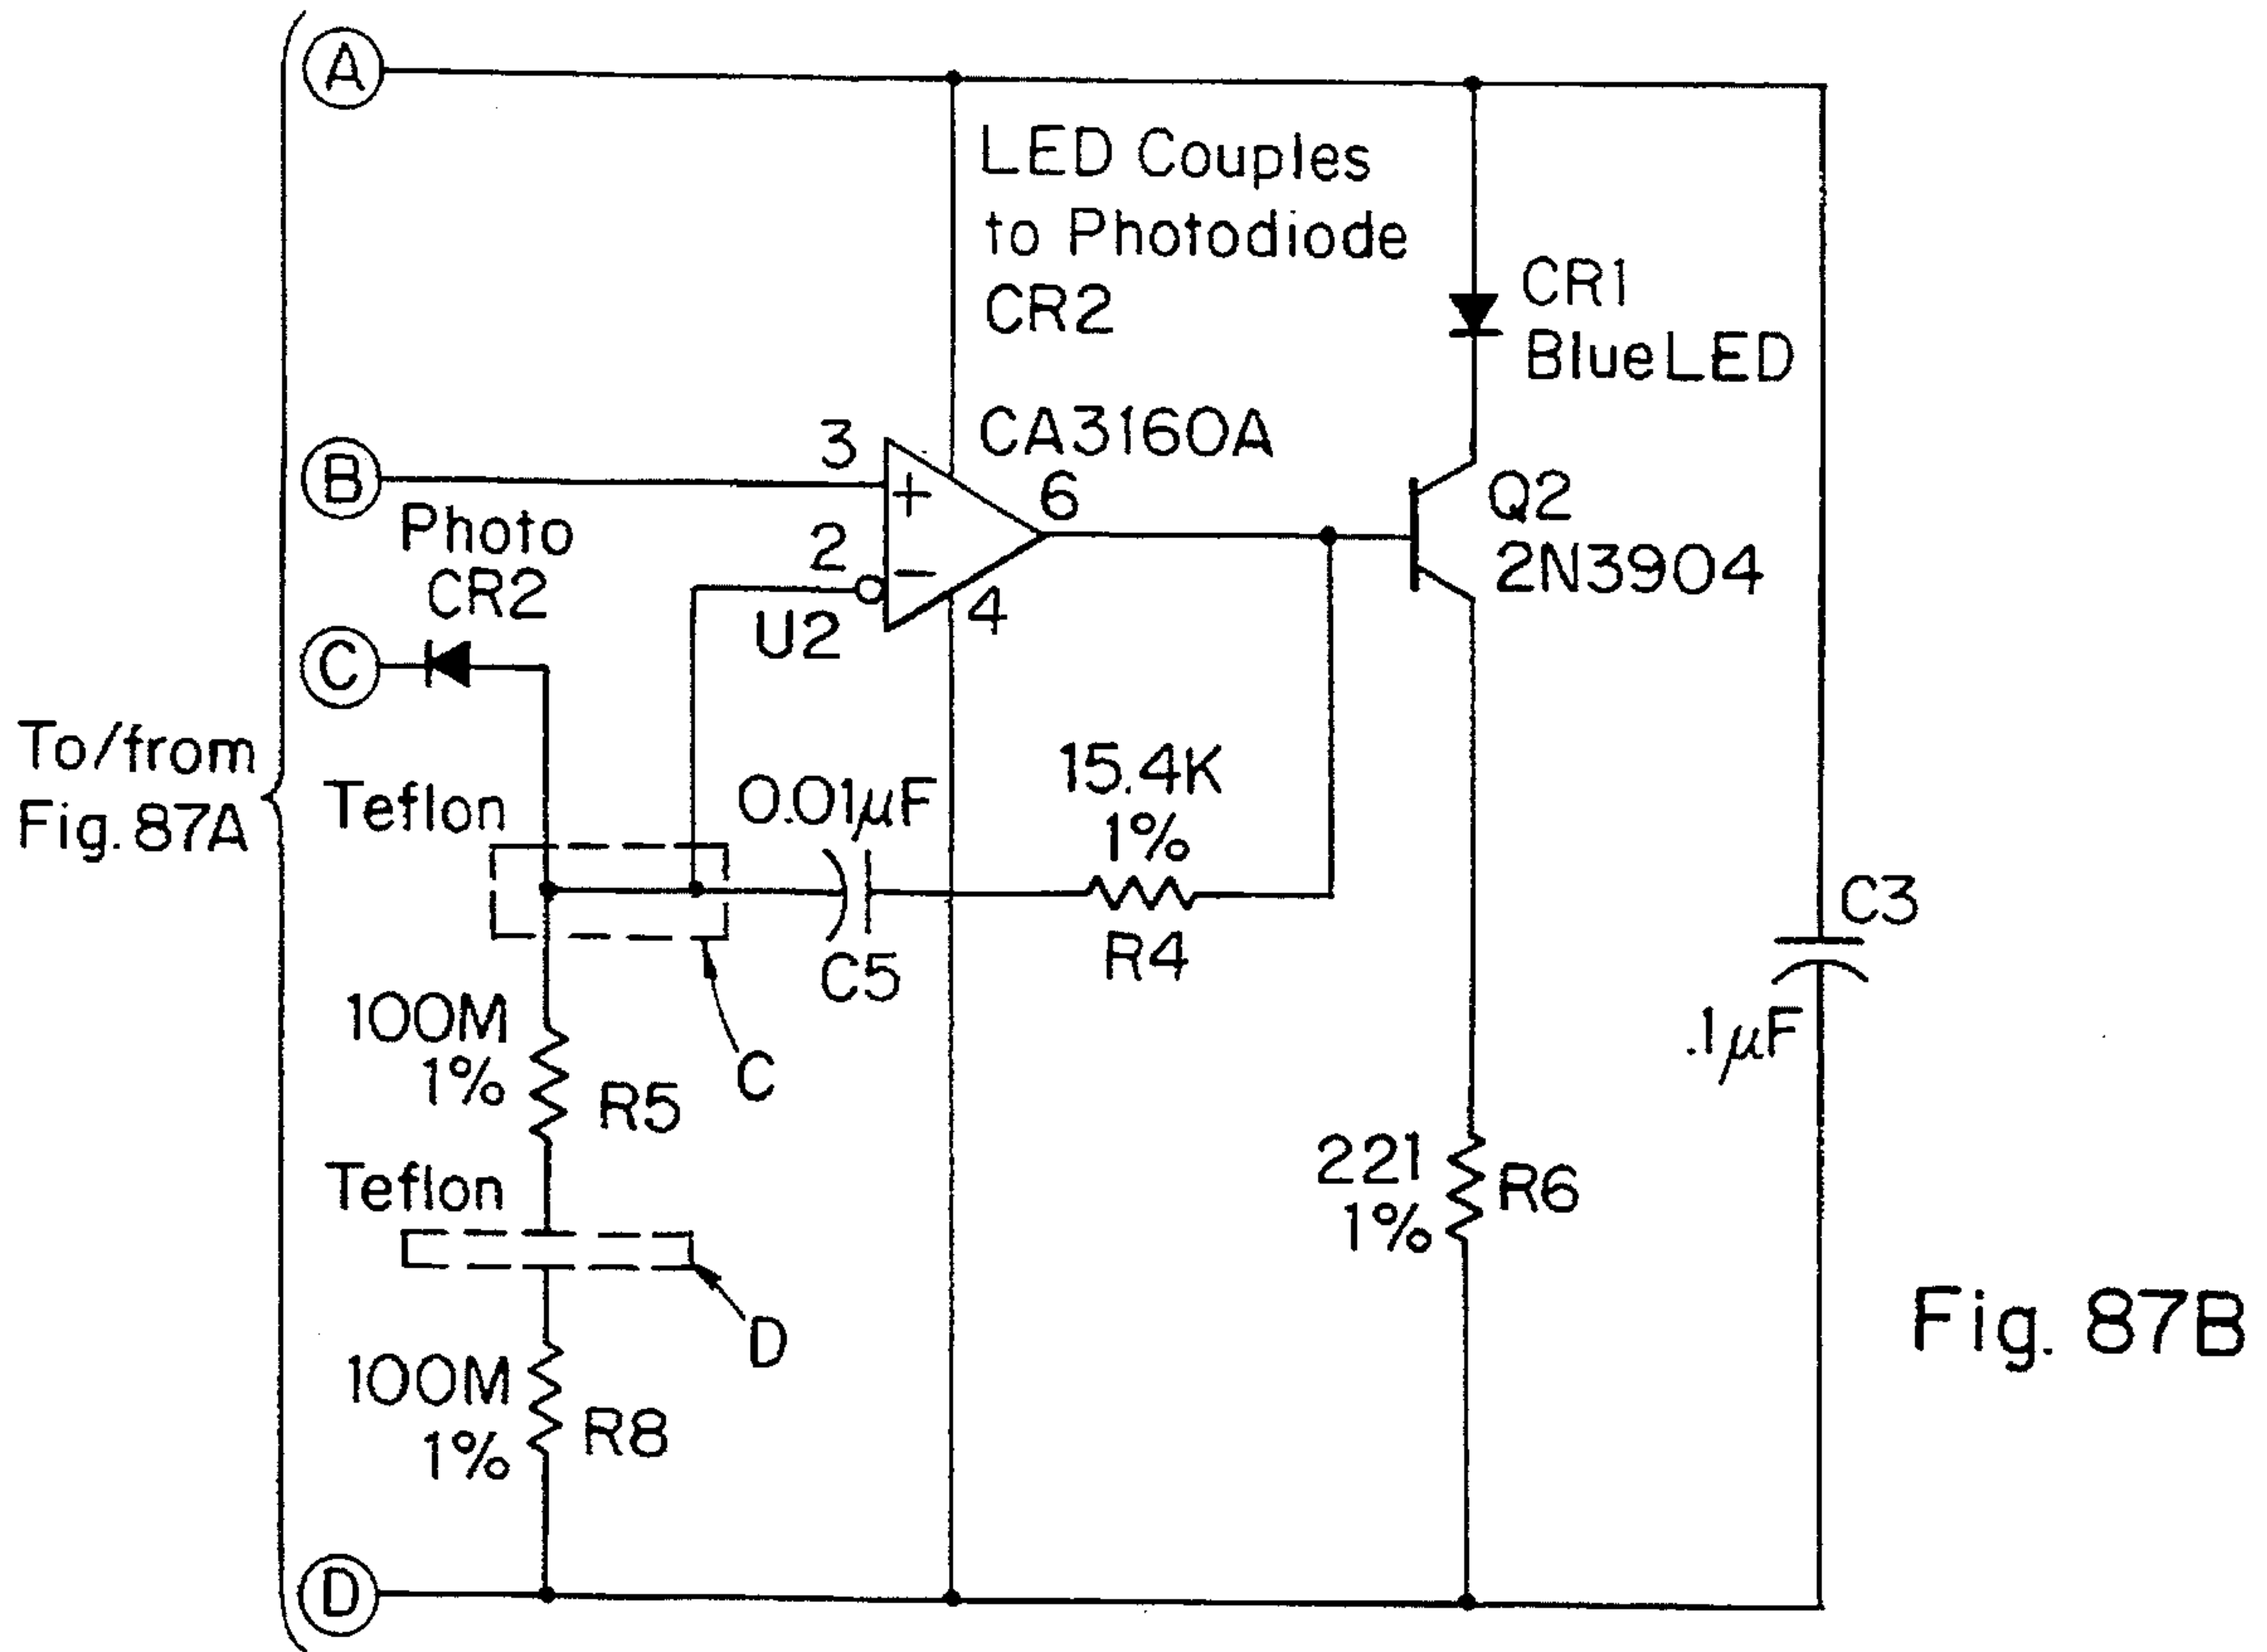 A
LED Couples
to Photodiode
CR2
CR1
Blue LED
CA3160A
3
+
6
B
Photo
CR2
2
-
U2
4
Q2
2N3904
C
To/from
Fig. 87A
Teflon
0.01µF
15.4K
1%
C5
R4
C3
.1µF
100M
1%
R5
C
Teflon
D
221
1%
R6
100M
1%
R8
D
Fig. 87B